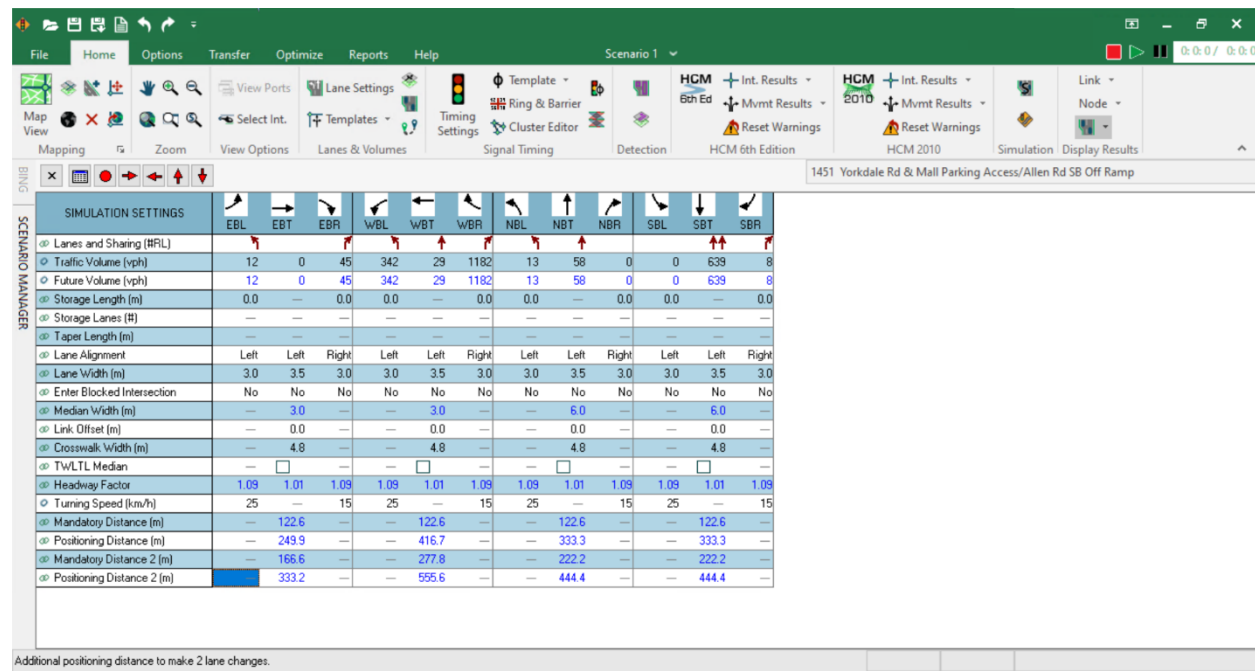 File Home Options Transfer Optimize Reports Help Scenario 1
0: 0: 0 / 0: 0: 0
Map View
Mapping
Zoom
View Ports
Select Int.
View Options
Lane Settings
Templates
Lanes & Volumes
Timing Settings
Template
Ring & Barrier
Cluster Editor
Signal Timing
Detection
HCM 6th Ed
Int. Results
Mvmt Results
Reset Warnings
HCM 6th Edition
HCM 2010
Int. Results
Mvmt Results
Reset Warnings
HCM 2010
Simulation
Link
Node
Display Results
BING
SCENARIO MANAGER
1451 Yorkdale Rd & Mall Parking Access/Allen Rd SB Off Ramp
SIMULATION SETTINGS EBL EBT EBR WBL WBT WBR NBL NBT NBR SBL SBT SBR
Lanes and Sharing (#RL)
Traffic Volume (vph) 12 0 45 342 29 1182 13 58 0 0 639 8
Future Volume (vph) 12 0 45 342 29 1182 13 58 0 0 639 8
Storage Length (m) 0.0 — 0.0 0.0 — 0.0 0.0 — 0.0 0.0 — 0.0
Storage Lanes (#) — — — — — — — — — — — —
Taper Length (m) — — — — — — — — — — — —
Lane Alignment Left Left Right Left Left Right Left Left Right Left Left Right
Lane Width (m) 3.0 3.5 3.0 3.0 3.5 3.0 3.0 3.5 3.0 3.0 3.5 3.0
Enter Blocked Intersection No No No No No No No No No No No No
Median Width (m) — 3.0 — — 3.0 — — 6.0 — — 6.0 —
Link Offset (m) — 0.0 — — 0.0 — — 0.0 — — 0.0 —
Crosswalk Width (m) — 4.8 — — 4.8 — — 4.8 — — 4.8 —
TWLTL Median — — — — — — — —
Headway Factor 1.09 1.01 1.09 1.09 1.01 1.09 1.09 1.01 1.09 1.09 1.01 1.09
Turning Speed (km/h) 25 — 15 25 — 15 25 — 15 25 — 15
Mandatory Distance (m) — 122.6 — — 122.6 — — 122.6 — — 122.6 —
Positioning Distance (m) — 249.9 — — 416.7 — — 333.3 — — 333.3 —
Mandatory Distance 2 (m) — 166.6 — — 277.8 — — 222.2 — — 222.2 —
Positioning Distance 2 (m) — 333.2 — — 555.6 — — 444.4 — — 444.4 —
Additional positioning distance to make 2 lane changes.